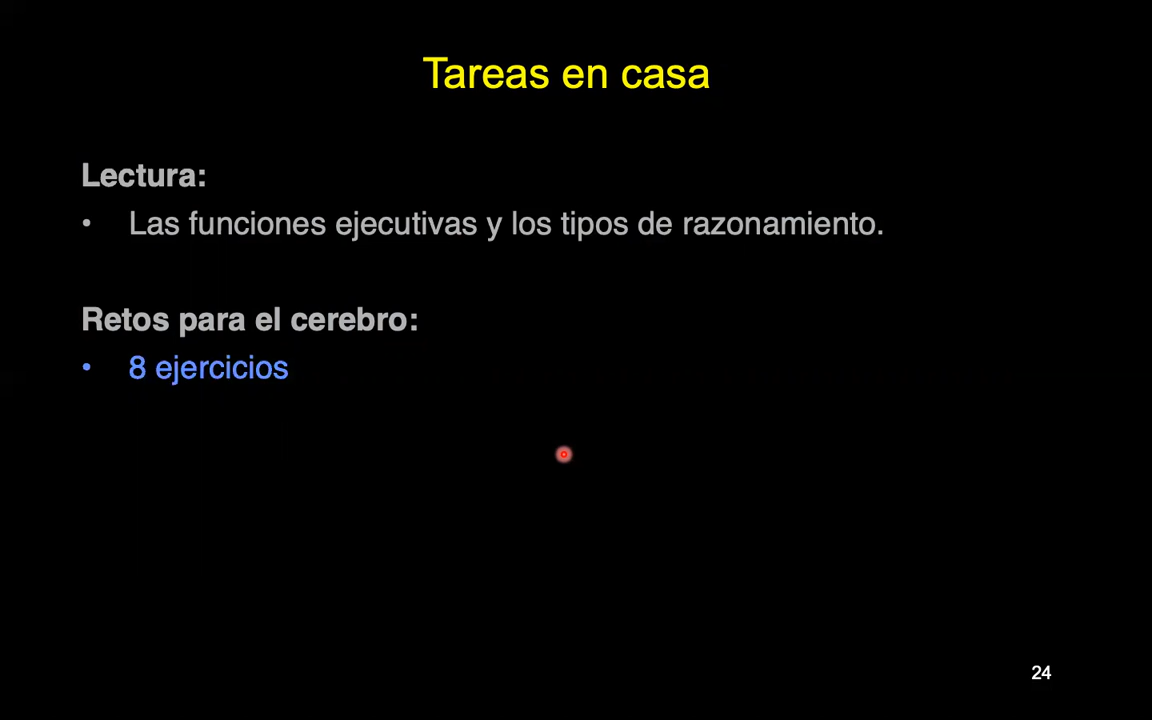 Tareas en casa
Lectura:
• Las funciones ejecutivas y los tipos de razonamiento.
Retos para el cerebro:
• 8 ejercicios
24